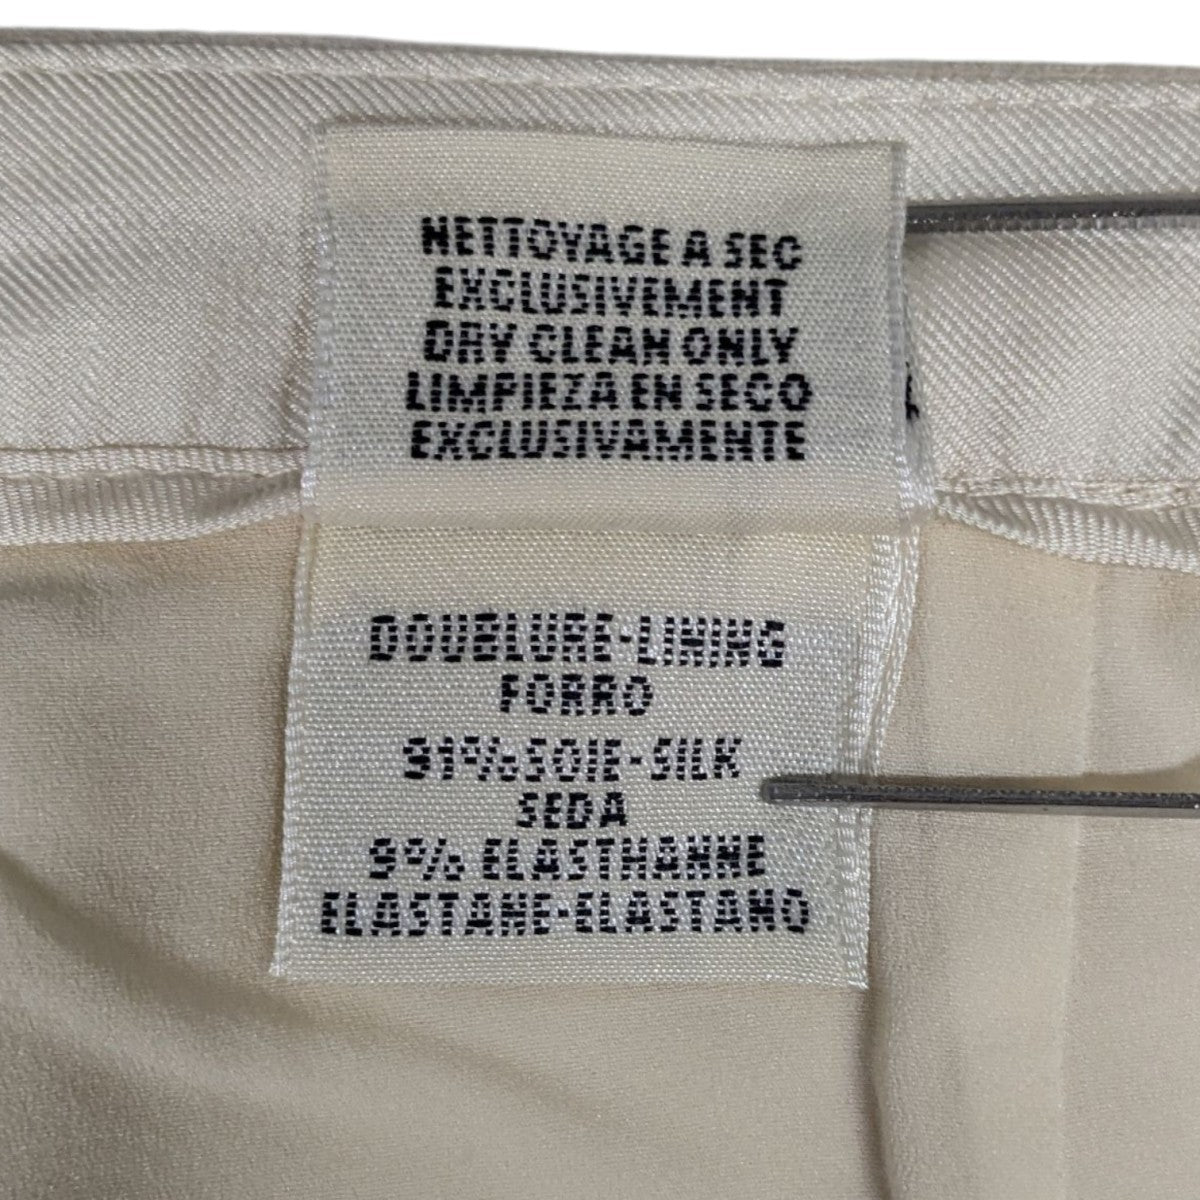 NETTOYAGE A SEC
EXCLUSIVEMENT
DRY CLEAN ONLY
LIMPIEZA EN SECO
EXCLUSIVAMENTE
DOUBLURE-LINING
FORRO
91% SOIE-SILK
SEDA
9% ELASTHANNE
ELASTANE-ELASTANO